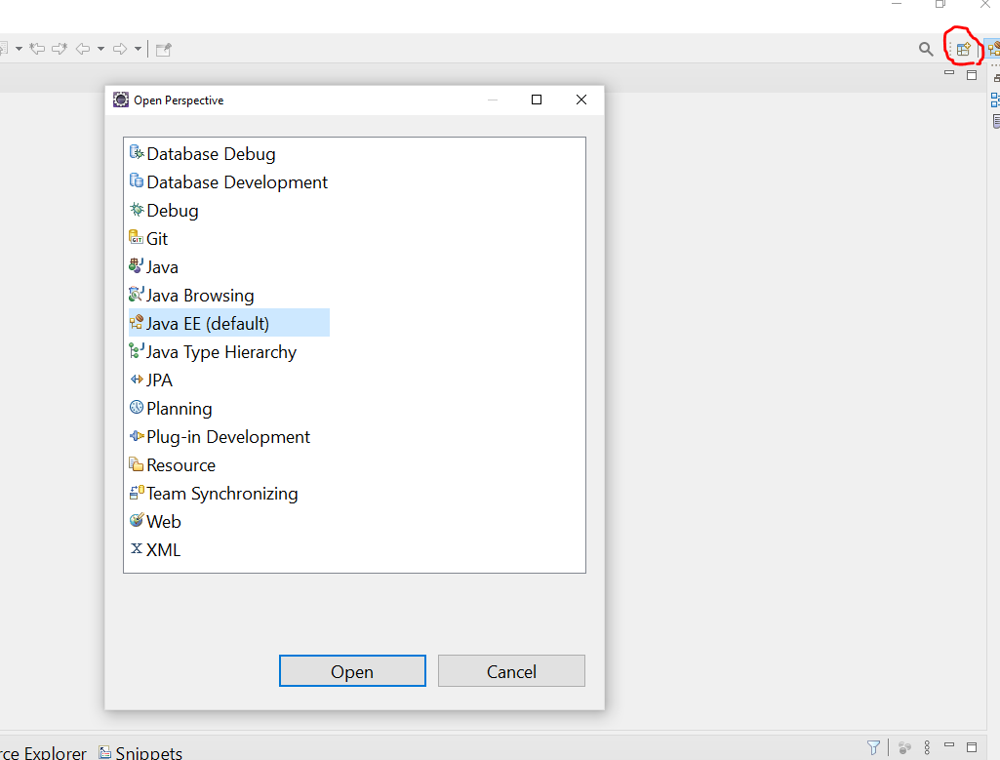 Open Perspective
Database Debug
Database Development
Debug
Git
Java
Java Browsing
Java EE (default)
Java Type Hierarchy
JPA
Planning
Plug-in Development
Resource
Team Synchronizing
Web
XML
Open Cancel
rce Explorer Snippets